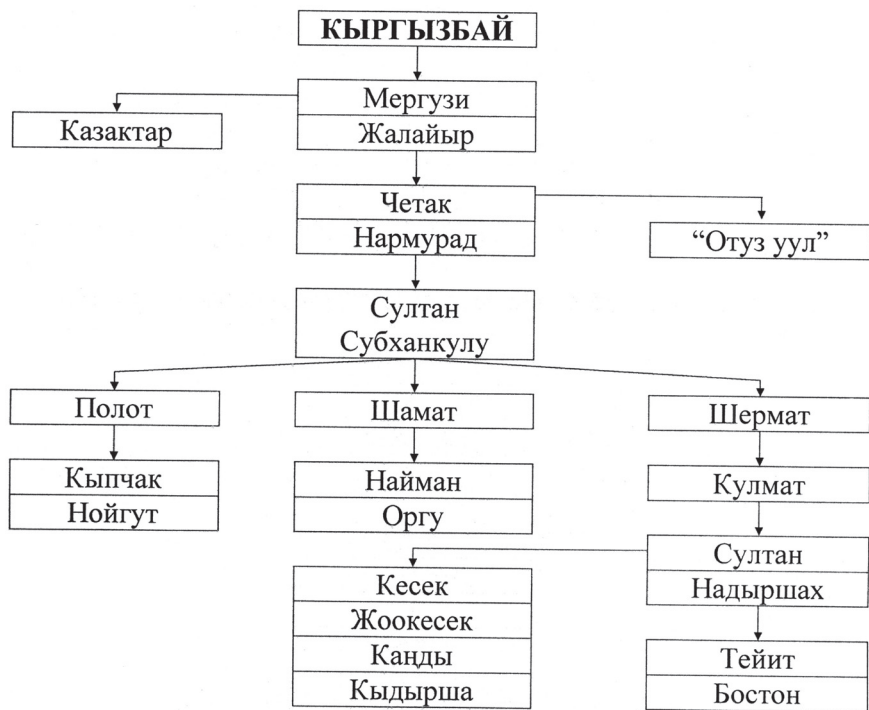 КЫРГЫЗБАЙ
Мергузи
Казактар
Жалайыр
Четак
Нармурад
“Отуз уул”
Султан
Субханкулу
Полот
Шамат
Шермат
Кыпчак
Нойгут
Найман
Оргу
Кулмат
Султан
Надыршах
Кесек
Жоокесек
Каңды
Кыдырша
Тейит
Бостон